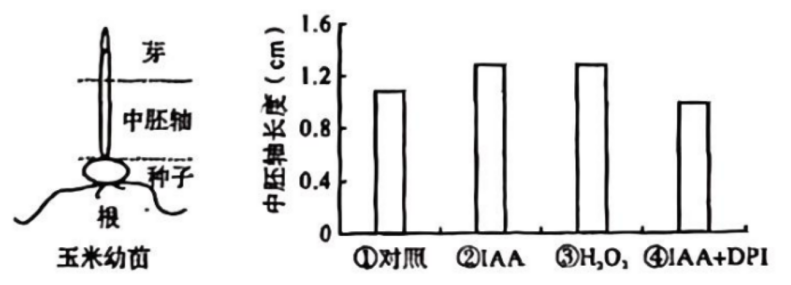 芽
中胚轴
种子
根
玉米幼苗
中胚轴长度(cm)
1.6
1.2
0.8
0.4
0
①对照 ②IAA ③H₂O₂ ④IAA+DPI